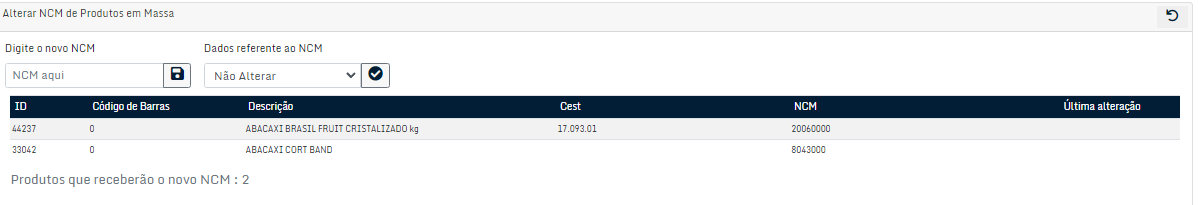 Alterar NCM de Produtos em Massa
Digite o novo NCM Dados referente ao NCM
NCM aqui Não Alterar
ID Código de Barras Descrição Cest NCM Última alteração
44237 0 ABACAXI BRASIL FRUIT CRISTALIZADO kg 17.093.01 20060000
33042 0 ABACAXI CORT BAND 8043000
Produtos que receberão o novo NCM : 2